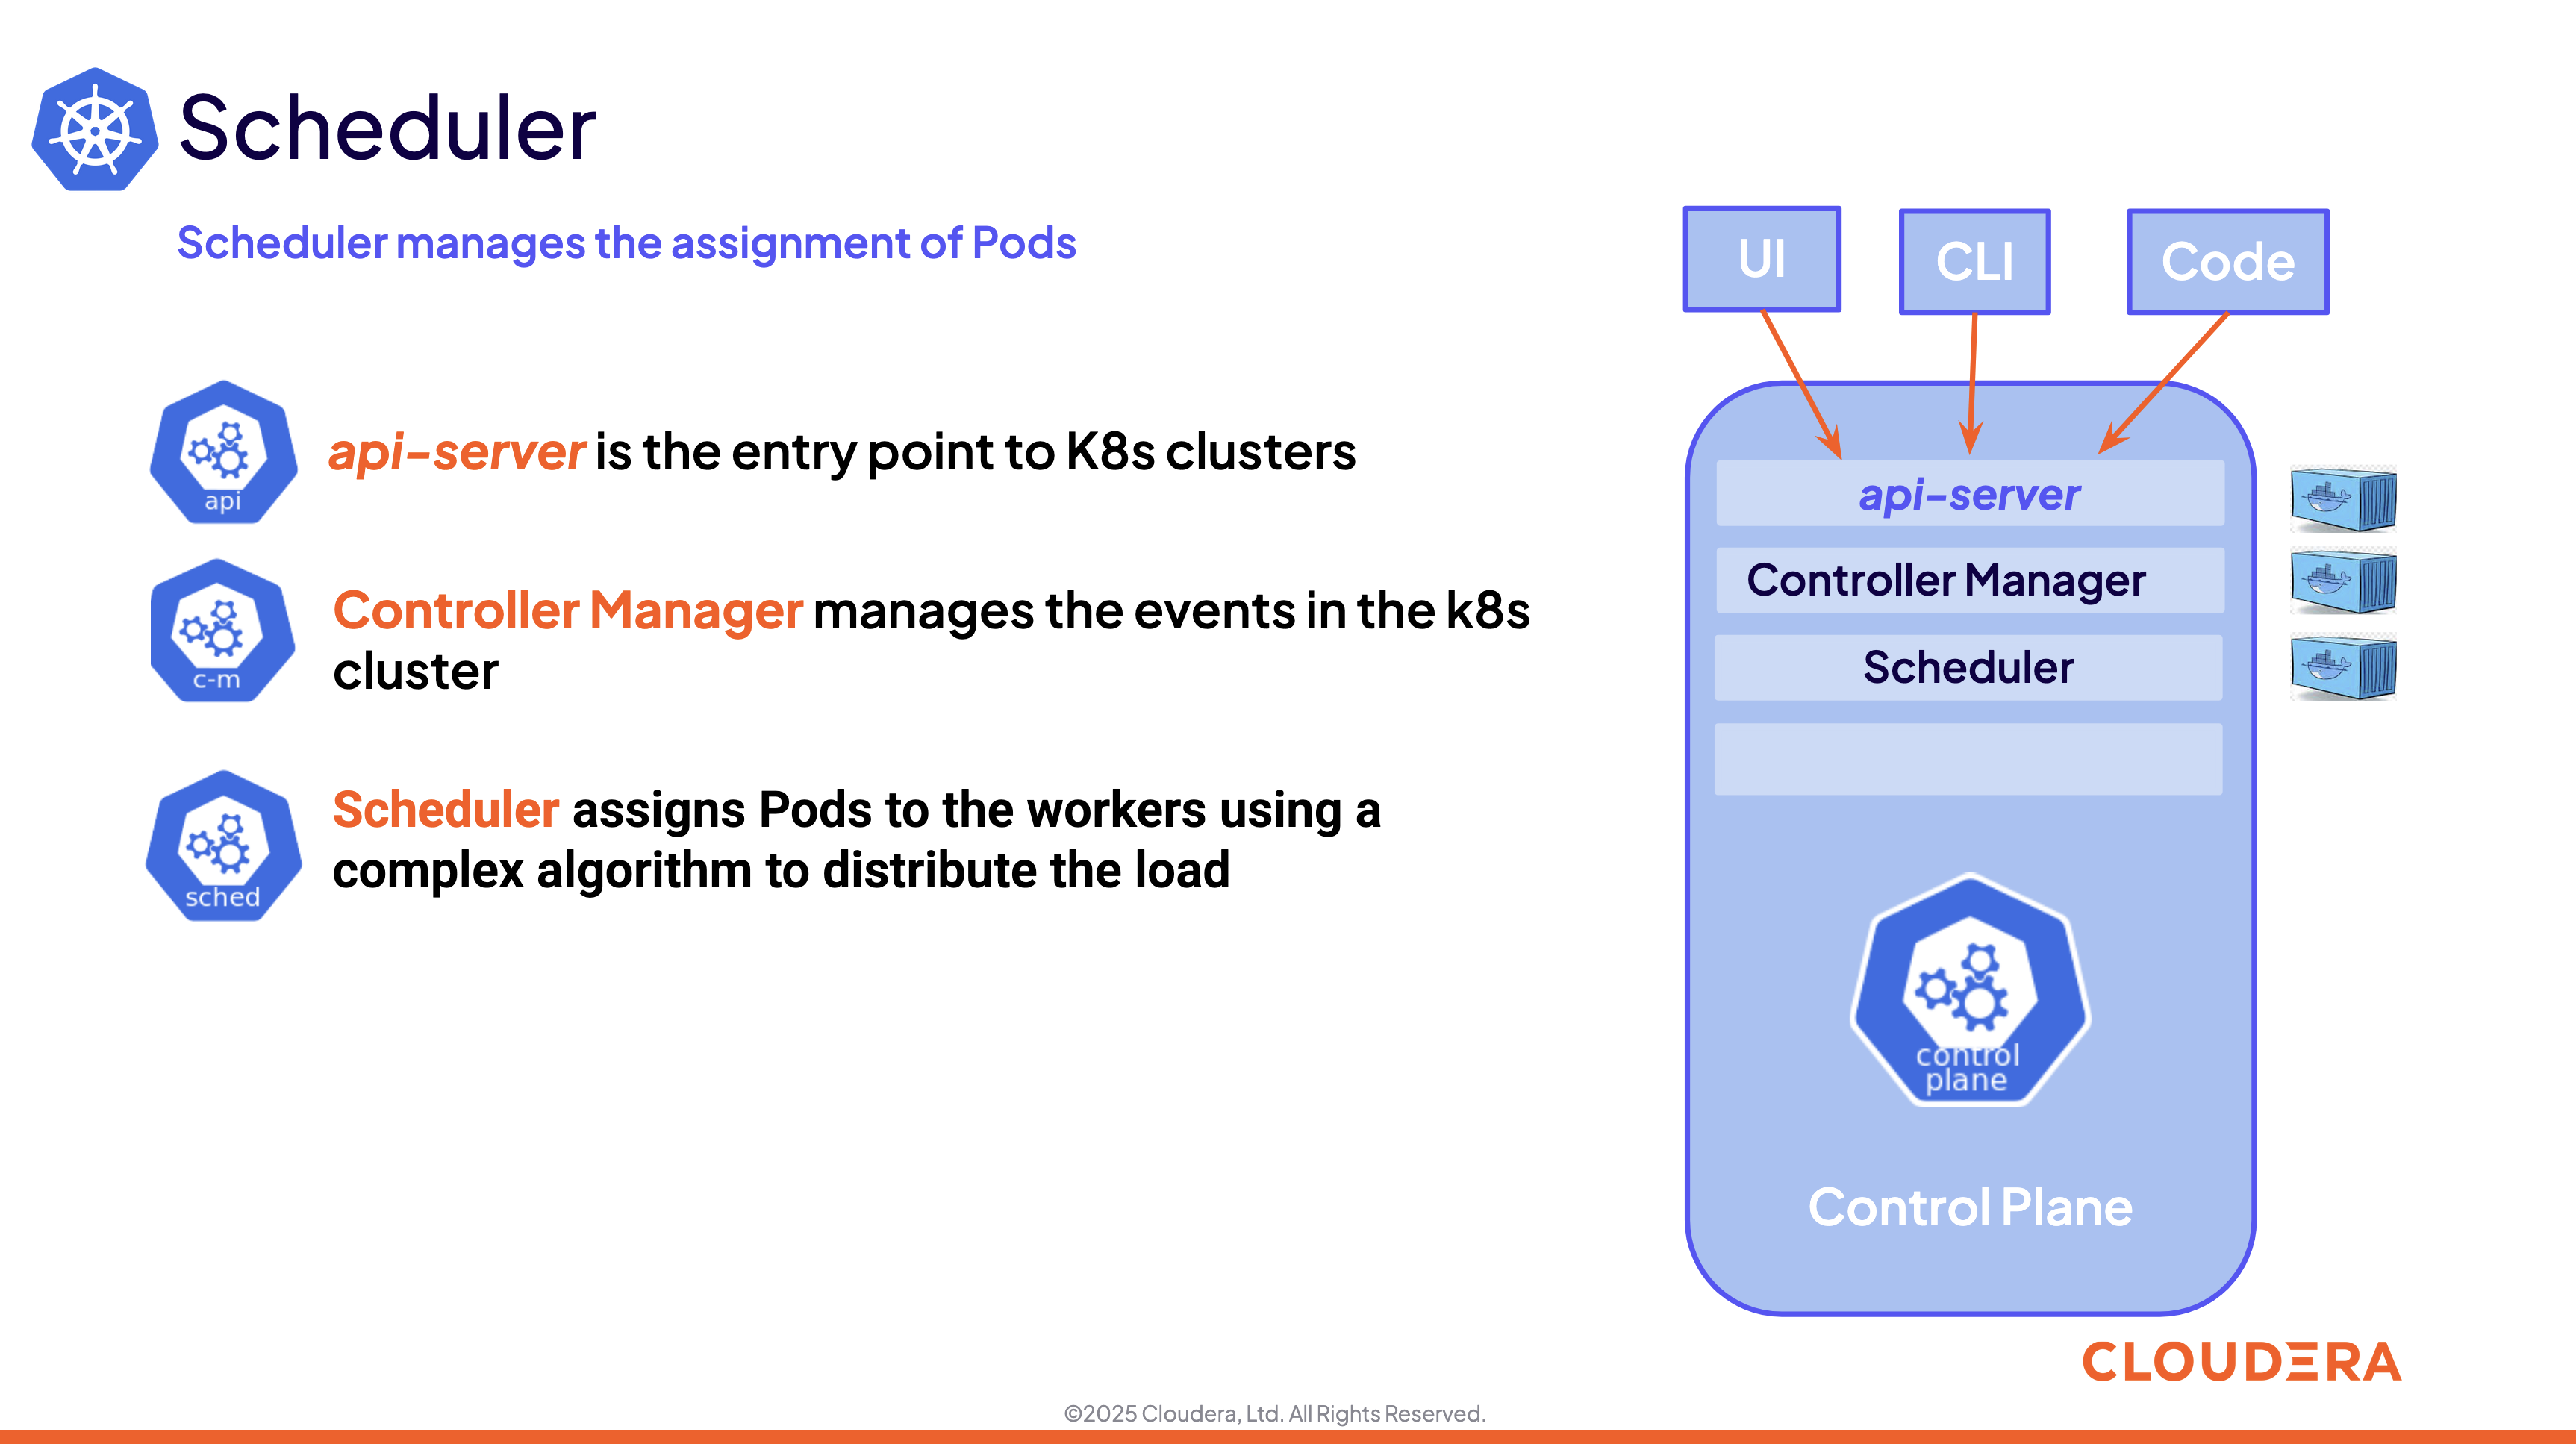 Scheduler
Scheduler manages the assignment of Pods
api
api-server is the entry point to K8s clusters
c-m
Controller Manager manages the events in the k8s
cluster
sched
Scheduler assigns Pods to the workers using a
complex algorithm to distribute the load
UI
CLI
Code
api-server
Controller Manager
Scheduler
control
plane
Control Plane
CLOUDERA
©2025 Cloudera, Ltd. All Rights Reserved.